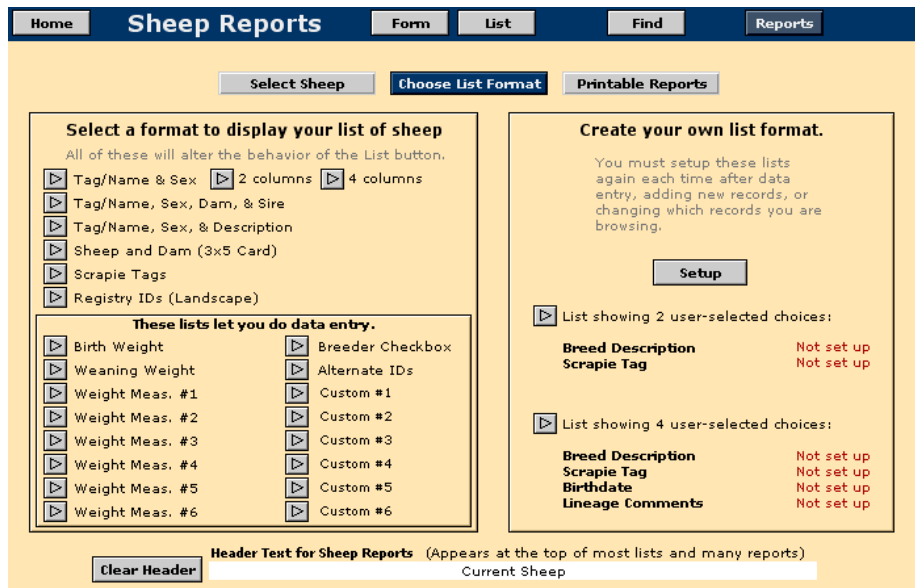 Home Sheep Reports Form List Find Reports
Select Sheep Choose List Format Printable Reports
Select a format to display your list of sheep
All of these will alter the behavior of the List button.
Tag/Name & Sex 2 columns 4 columns
Tag/Name, Sex, Dam, & Sire
Tag/Name, Sex, & Description
Sheep and Dam (3x5 Card)
Scrapie Tags
Registry IDs (Landscape)
These lists let you do data entry.
Birth Weight Breeder Checkbox
Weaning Weight Alternate IDs
Weight Meas. #1 Custom #1
Weight Meas. #2 Custom #2
Weight Meas. #3 Custom #3
Weight Meas. #4 Custom #4
Weight Meas. #5 Custom #5
Weight Meas. #6 Custom #6
Create your own list format.
You must setup these lists
again each time after data
entry, adding new records, or
changing which records you are
browsing.
Setup
List showing 2 user-selected choices:
Breed Description Not set up
Scrapie Tag Not set up
List showing 4 user-selected choices:
Breed Description Not set up
Scrapie Tag Not set up
Birthdate Not set up
Lineage Comments Not set up
Header Text for Sheep Reports (Appears at the top of most lists and many reports)
Clear Header Current Sheep